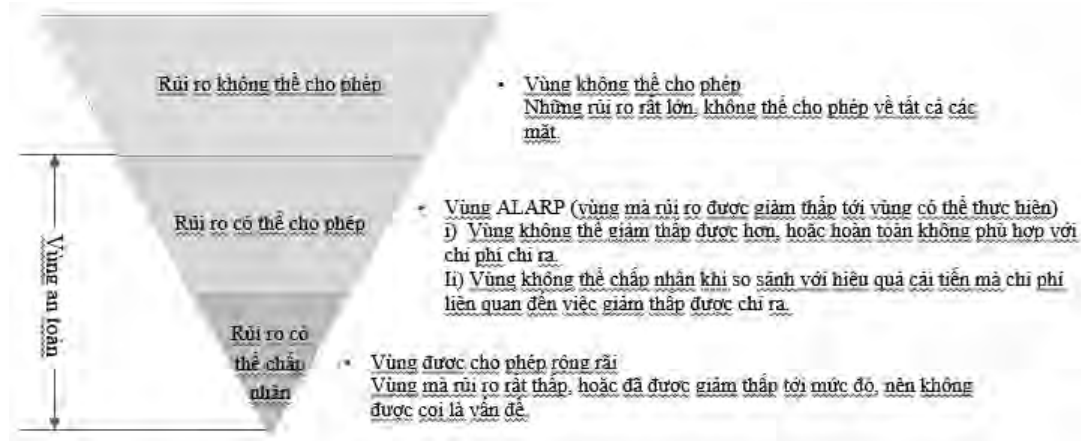 Rủi ro không thể cho phép
• Vùng không thể cho phép
Những rủi ro rất lớn, không thể cho phép về tất cả các
mặt.
Rủi ro có thể cho phép
• Vùng ALARP (vùng mà rủi ro được giảm thấp tới vùng có thể thực hiện)
i) Vùng không thể giảm thấp được hơn, hoặc hoàn toàn không phù hợp với
chi phí chi ra.
Ii) Vùng không thể chấp nhận khi so sánh với hiệu quả cải tiến mà chi phí
liên quan đến việc giảm thấp được chi ra.
Vùng an toàn
Rủi ro có
thể chấp
nhận
• Vùng được cho phép rộng rãi
Vùng mà rủi ro rất thấp, hoặc đã được giảm thấp tới mức đó, nên không
được coi là vấn đề.